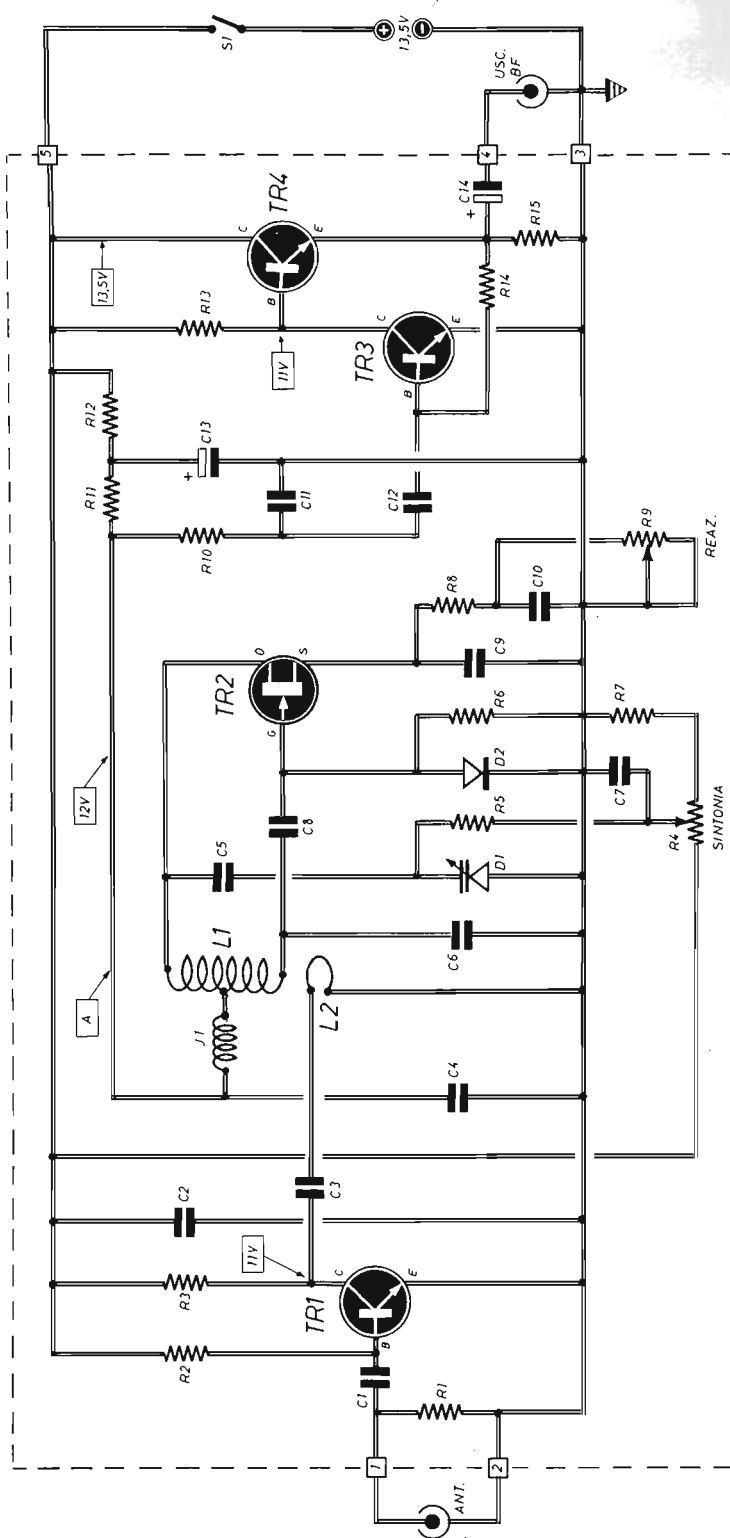 ANT.
1
2
C1
R1
R2
R3
C2
TR1
B
C
E
11V
C3
C4
A
J1
L1
L2
12V
C5
C6
C8
D1
R5
D2
R6
C7
R7
R4
SINTONIA
TR2
G
D
S
C9
R8
C10
R9
REAZ.
R10
R11
R12
+
C13
C11
C12
TR3
B
C
E
11V
R13
R14
TR4
B
C
E
13,5V
+
C14
R15
5
4
3
S1
+
13,5V
-
USC.
BF